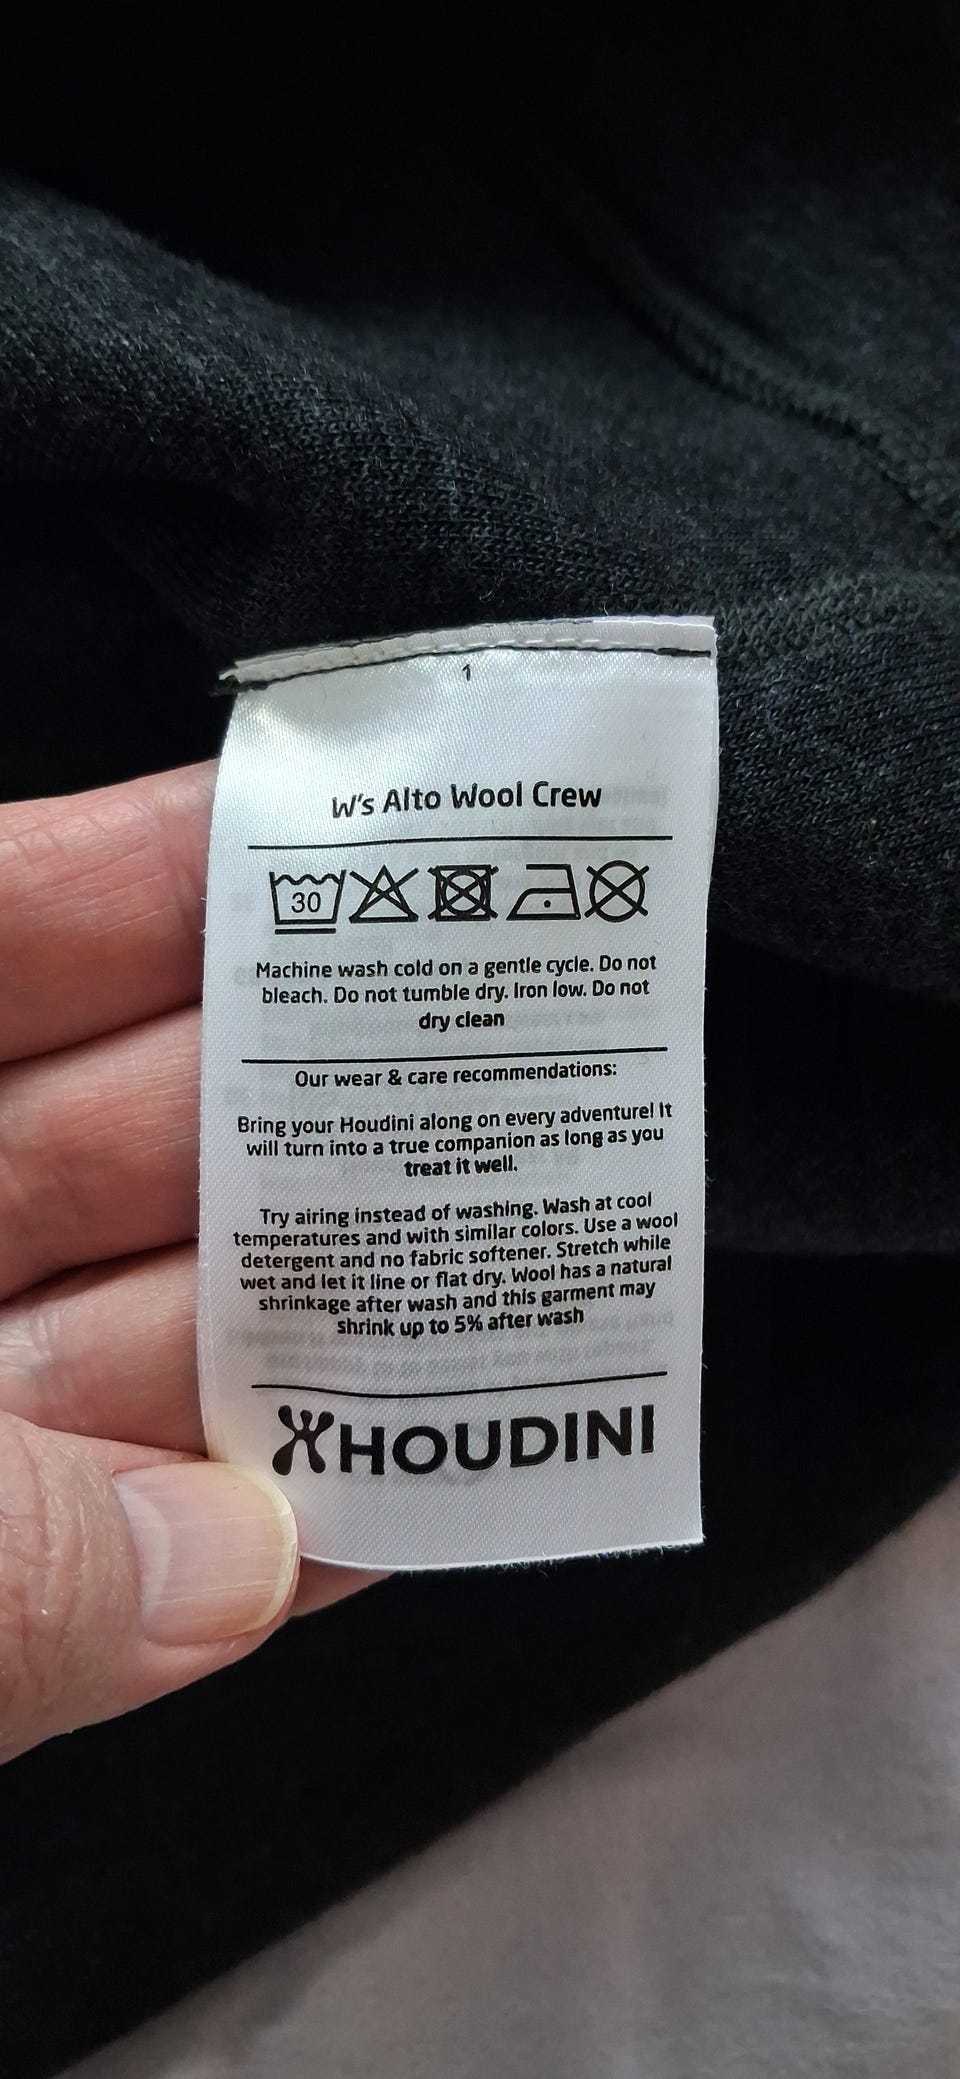 1
W's Alto Wool Crew
30
Machine wash cold on a gentle cycle. Do not
bleach. Do not tumble dry. Iron low. Do not
dry clean
Our wear & care recommendations:
Bring your Houdini along on every adventure! It
will turn into a true companion as long as you
treat it well.
Try airing instead of washing. Wash at cool
temperatures and with similar colors. Use a wool
detergent and no fabric softener. Stretch while
wet and let it line or flat dry. Wool has a natural
shrinkage after wash and this garment may
shrink up to 5% after wash
HOUDINI